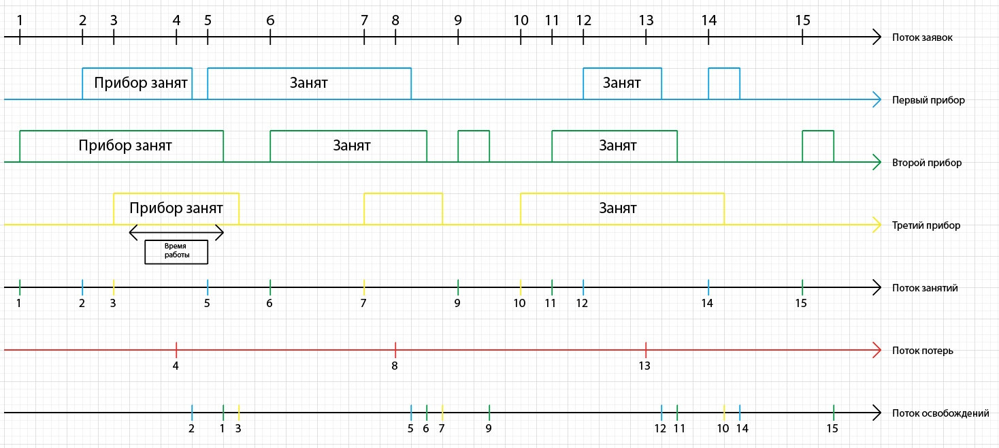 1 2 3 4 5 6 7 8 9 10 11 12 13 14 15
Поток заявок
Прибор занят Занят Занят
Первый прибор
Прибор занят Занят Занят
Второй прибор
Прибор занят Занят
Третий прибор
Время
работы
Поток занятий
1 2 3 5 6 7 9 10 11 12 14 15
Поток потерь
4 8 13
Поток освобождений
2 1 3 5 6 7 9 12 11 10 14 15